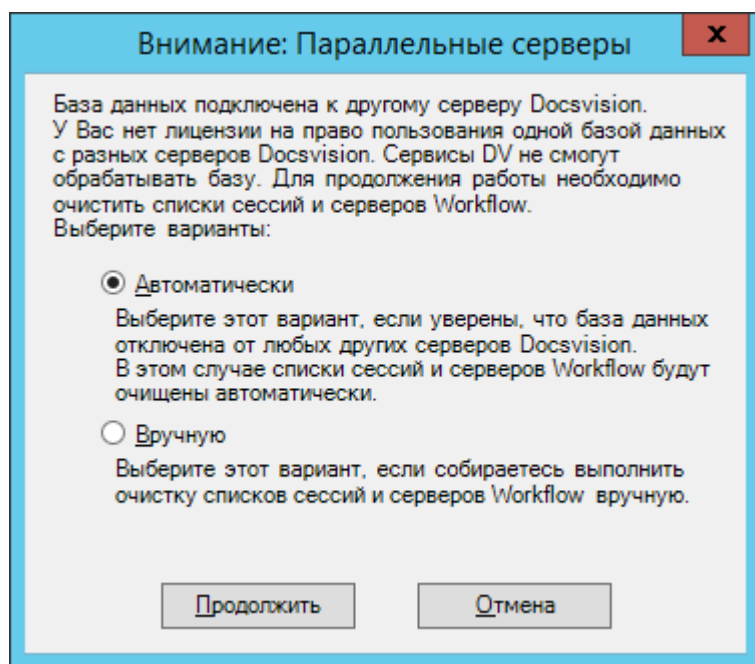 Внимание: Параллельные серверы
x
База данных подключена к другому серверу Docsvision.
У Вас нет лицензии на право пользования одной базой данных
с разных серверов Docsvision. Сервисы DV не смогут
обрабатывать базу. Для продолжения работы необходимо
очистить списки сессий и серверов Workflow.
Выберите варианты:
Автоматически
Выберите этот вариант, если уверены, что база данных
отключена от любых других серверов Docsvision.
В этом случае списки сессий и серверов Workflow будут
очищены автоматически.
Вручную
Выберите этот вариант, если собираетесь выполнить
очистку списков сессий и серверов Workflow вручную.
Продолжить Отмена